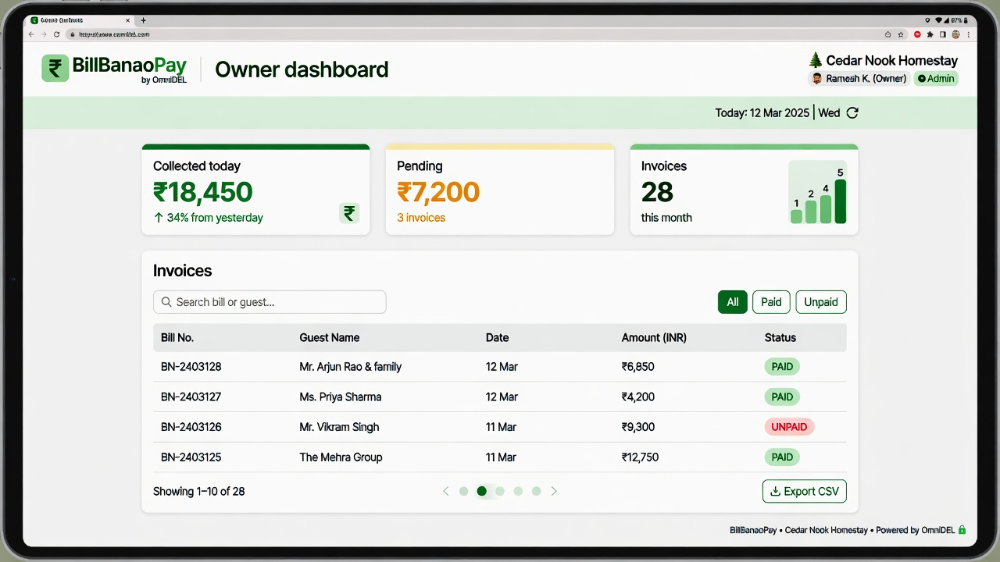 97%
BillBanaoPay
by OmniDEL
Owner dashboard
Cedar Nook Homestay
Ramesh K. (Owner)
Admin
Today: 12 Mar 2025 | Wed
Collected today
₹18,450
↑ 34% from yesterday
₹
Pending
₹7,200
3 invoices
Invoices
28
this month
1 2 4 5
Invoices
Search bill or guest...
All Paid Unpaid
Bill No. Guest Name Date Amount (INR) Status
BN-2403128 Mr. Arjun Rao & family 12 Mar ₹6,850 PAID
BN-2403127 Ms. Priya Sharma 12 Mar ₹4,200 PAID
BN-2403126 Mr. Vikram Singh 11 Mar ₹9,300 UNPAID
BN-2403125 The Mehra Group 11 Mar ₹12,750 PAID
Showing 1–10 of 28
Export CSV
BillBanaoPay • Cedar Nook Homestay • Powered by OmniDEL